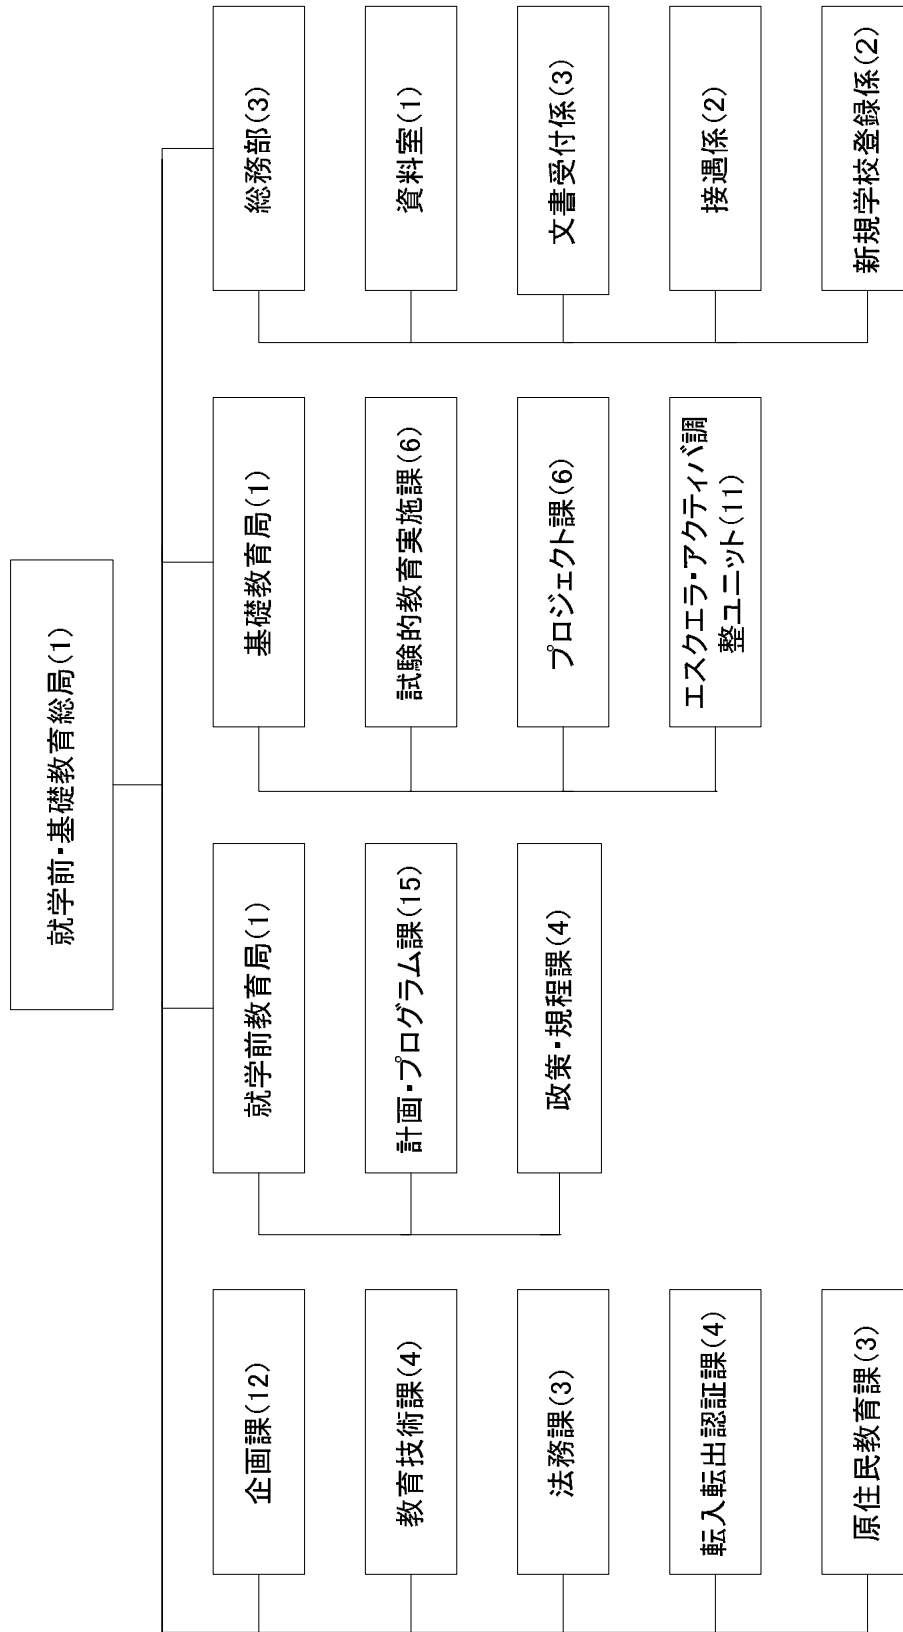 就学前・基礎教育総局(1)
企画課(12)
教育技術課(4)
法務課(3)
転入転出認証課(4)
原住民教育課(3)
就学前教育局(1)
計画・プログラム課(15)
政策・規程課(4)
基礎教育局(1)
試験的教育実施課(6)
プロジェクト課(6)
エスクエラ・アクティバ調
整ユニット(11)
総務部(3)
資料室(1)
文書受付係(3)
接遇係(2)
新規学校登録係(2)